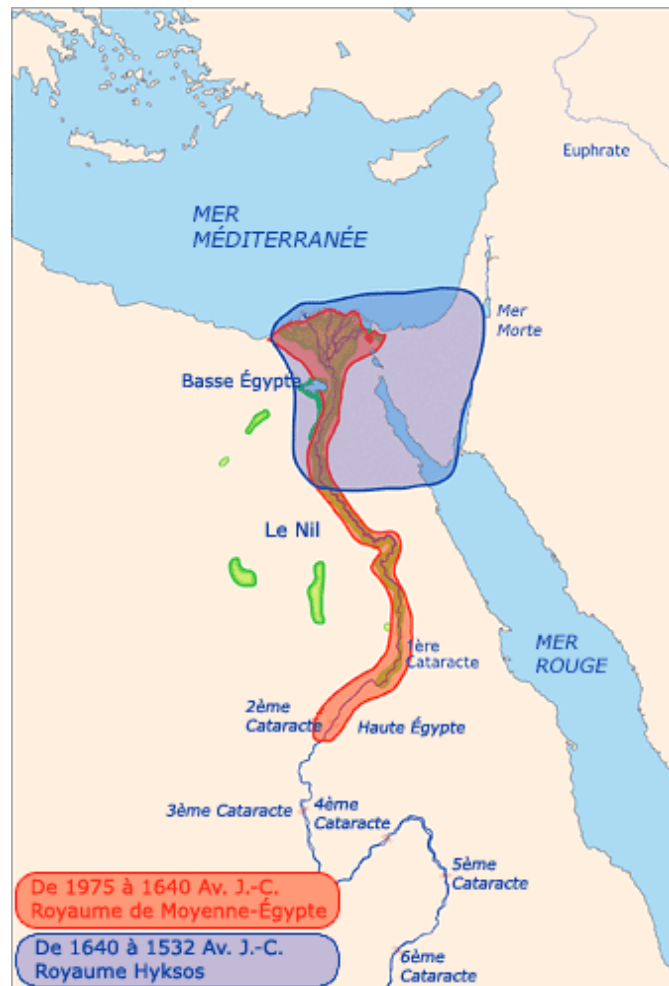 Euphrate
MER
MÉDITERRANÉE
Mer
Morte
Basse Égypte
Le Nil
1ère
Cataracte
MER
ROUGE
2ème
Cataracte
Haute Égypte
3ème Cataracte
4ème
Cataracte
5ème
Cataracte
De 1975 à 1640 Av. J.-C.
Royaume de Moyenne-Égypte
De 1640 à 1532 Av. J.-C.
Royaume Hyksos
6ème
Cataracte